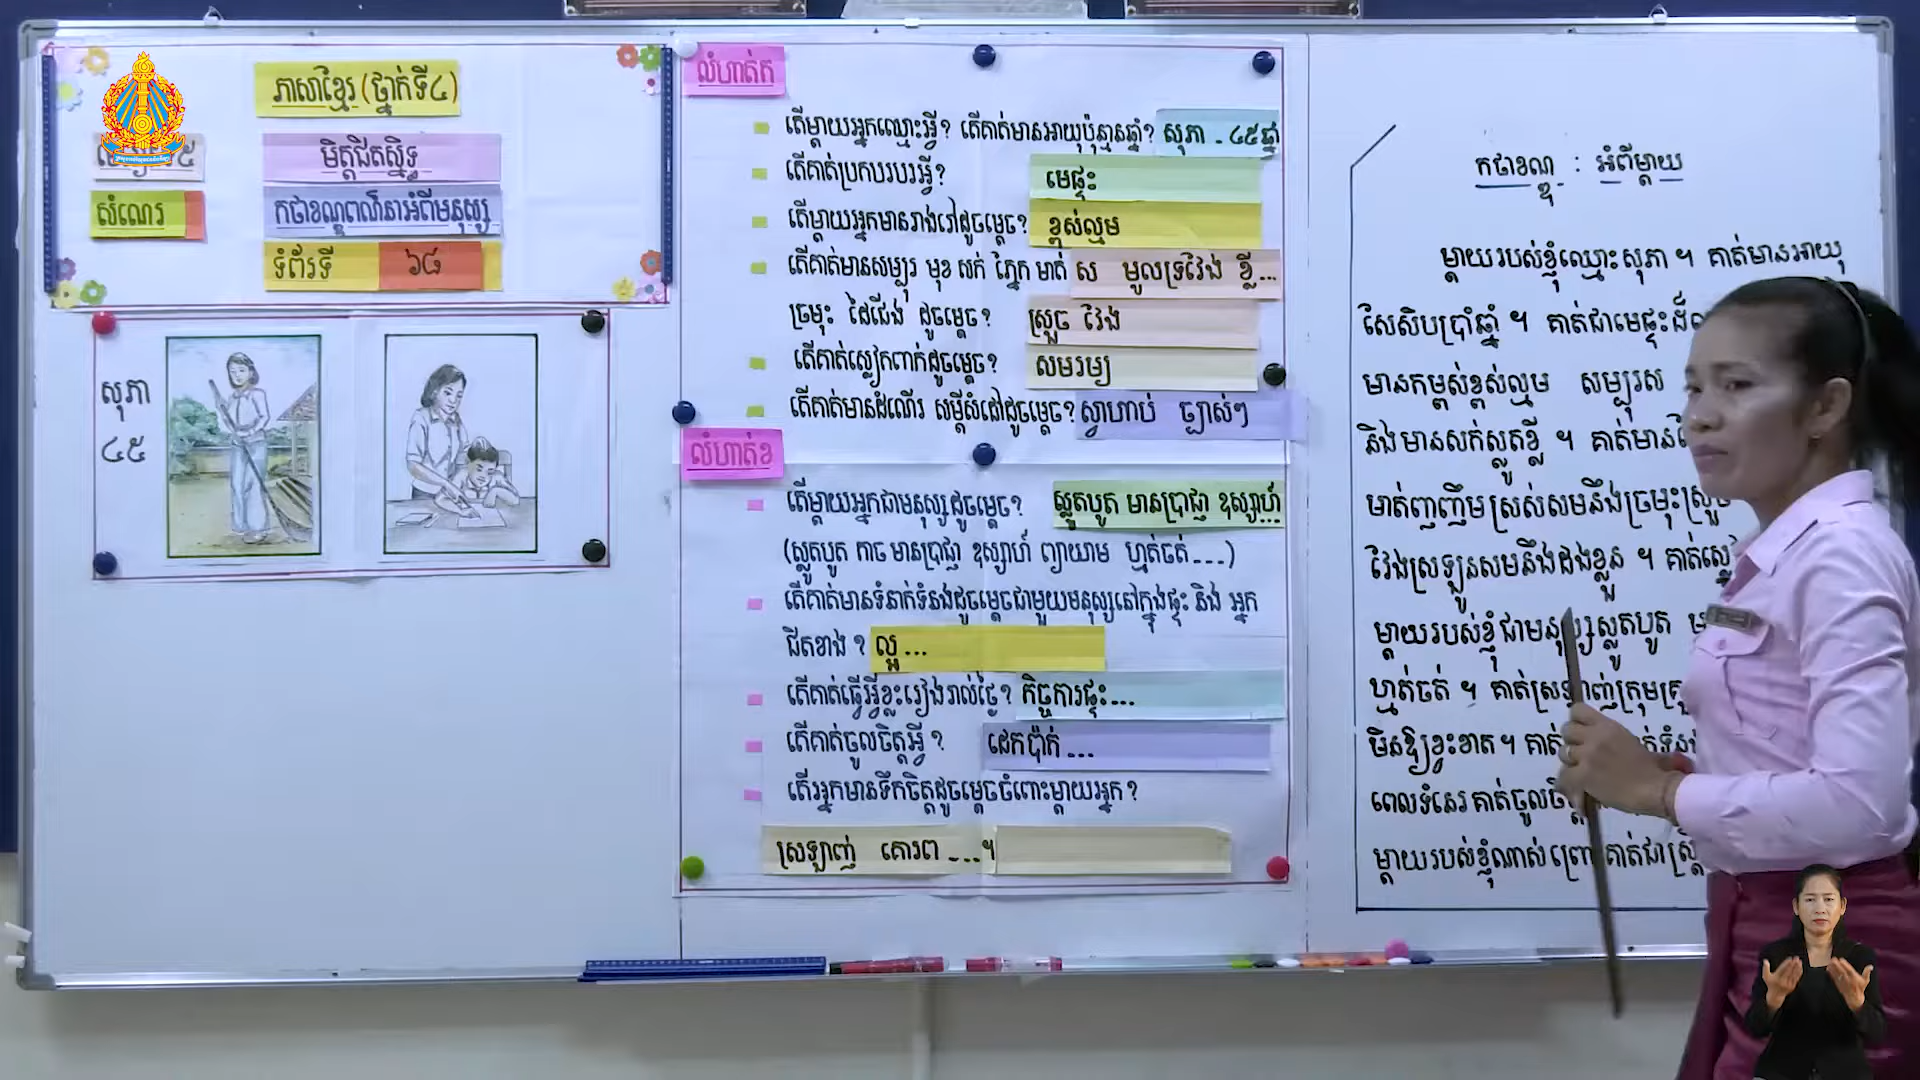 ភាសាខ្មែរ (ថ្នាក់ទី៤)
មិត្តជិតស្និទ្ធ
សំណេរ
កថាខណ្ឌពណ៌នាអំពីមនុស្ស
ទំព័រទី ៦៨
សុភា
៤៥
លំហាត់ក
តើម្តាយអ្នកឈ្មោះអ្វី? តើគាត់មានអាយុប៉ុន្មានឆ្នាំ? សុភា - ៤៥ឆ្នាំ
តើគាត់ប្រកបរបរអ្វី? មេផ្ទះ
តើម្តាយអ្នកមានរាងរៅដូចម្តេច? ខ្ពស់ល្មម
តើគាត់មានសម្បុរ មុខ សក់ ភ្នែក មាត់ ស មូលទ្រវែង ខ្លី...
ច្រមុះ ដៃជើង ដូចម្តេច? ស្រួច វែង
តើគាត់ស្លៀកពាក់ដូចម្តេច? សមរម្យ
តើគាត់មានដំណើរ សម្តីសំដៅដូចម្តេច? ស្វាហាប់ ច្បាស់ៗ
លំហាត់ខ
តើម្តាយអ្នកជាមនុស្សដូចម្តេច? ស្លូតបូត មានប្រាជ្ញា ឧស្សាហ៍...
(ស្លូតបូត កាច មានប្រាជ្ញា ឧស្សាហ៍ ព្យាយាម ហ្មត់ចត់...)
តើគាត់មានទំនាក់ទំនងដូចម្តេចជាមួយមនុស្សនៅក្នុងផ្ទះ និង អ្នក
ជិតខាង? ល្អ...
តើគាត់ធ្វើអ្វីខ្លះរៀងរាល់ថ្ងៃ? កិច្ចការផ្ទះ...
តើគាត់ចូលចិត្តអ្វី? ដេកប៉ាក់...
តើអ្នកមានទឹកចិត្តដូចម្តេចចំពោះម្តាយអ្នក?
ស្រឡាញ់ គោរព ...។
កថាខណ្ឌ : អំពីម្តាយ
ម្តាយរបស់ខ្ញុំឈ្មោះសុភា ។ គាត់មានអាយុ
សែសិបប្រាំឆ្នាំ ។ គាត់ជាមេផ្ទះដ៏
មានកម្ពស់ខ្ពស់ល្មម សម្បុរស
និងមានសក់ស្លូតខ្លី ។ គាត់មាន
មាត់ញញឹមស្រស់សមនឹងច្រមុះស្រួច
វែងស្រឡូនសមនឹងដងខ្លួន ។ គាត់
ម្តាយរបស់ខ្ញុំជាមនុស្សស្លូតបូត
ហ្មត់ចត់ ។ គាត់ស្រឡាញ់
មិនឱ្យខ្វះខាត ។ គាត់
ពេលទំនេរគាត់ចូលចិត្ត
ម្តាយរបស់ខ្ញុំណាស់ព្រោះគាត់ជា